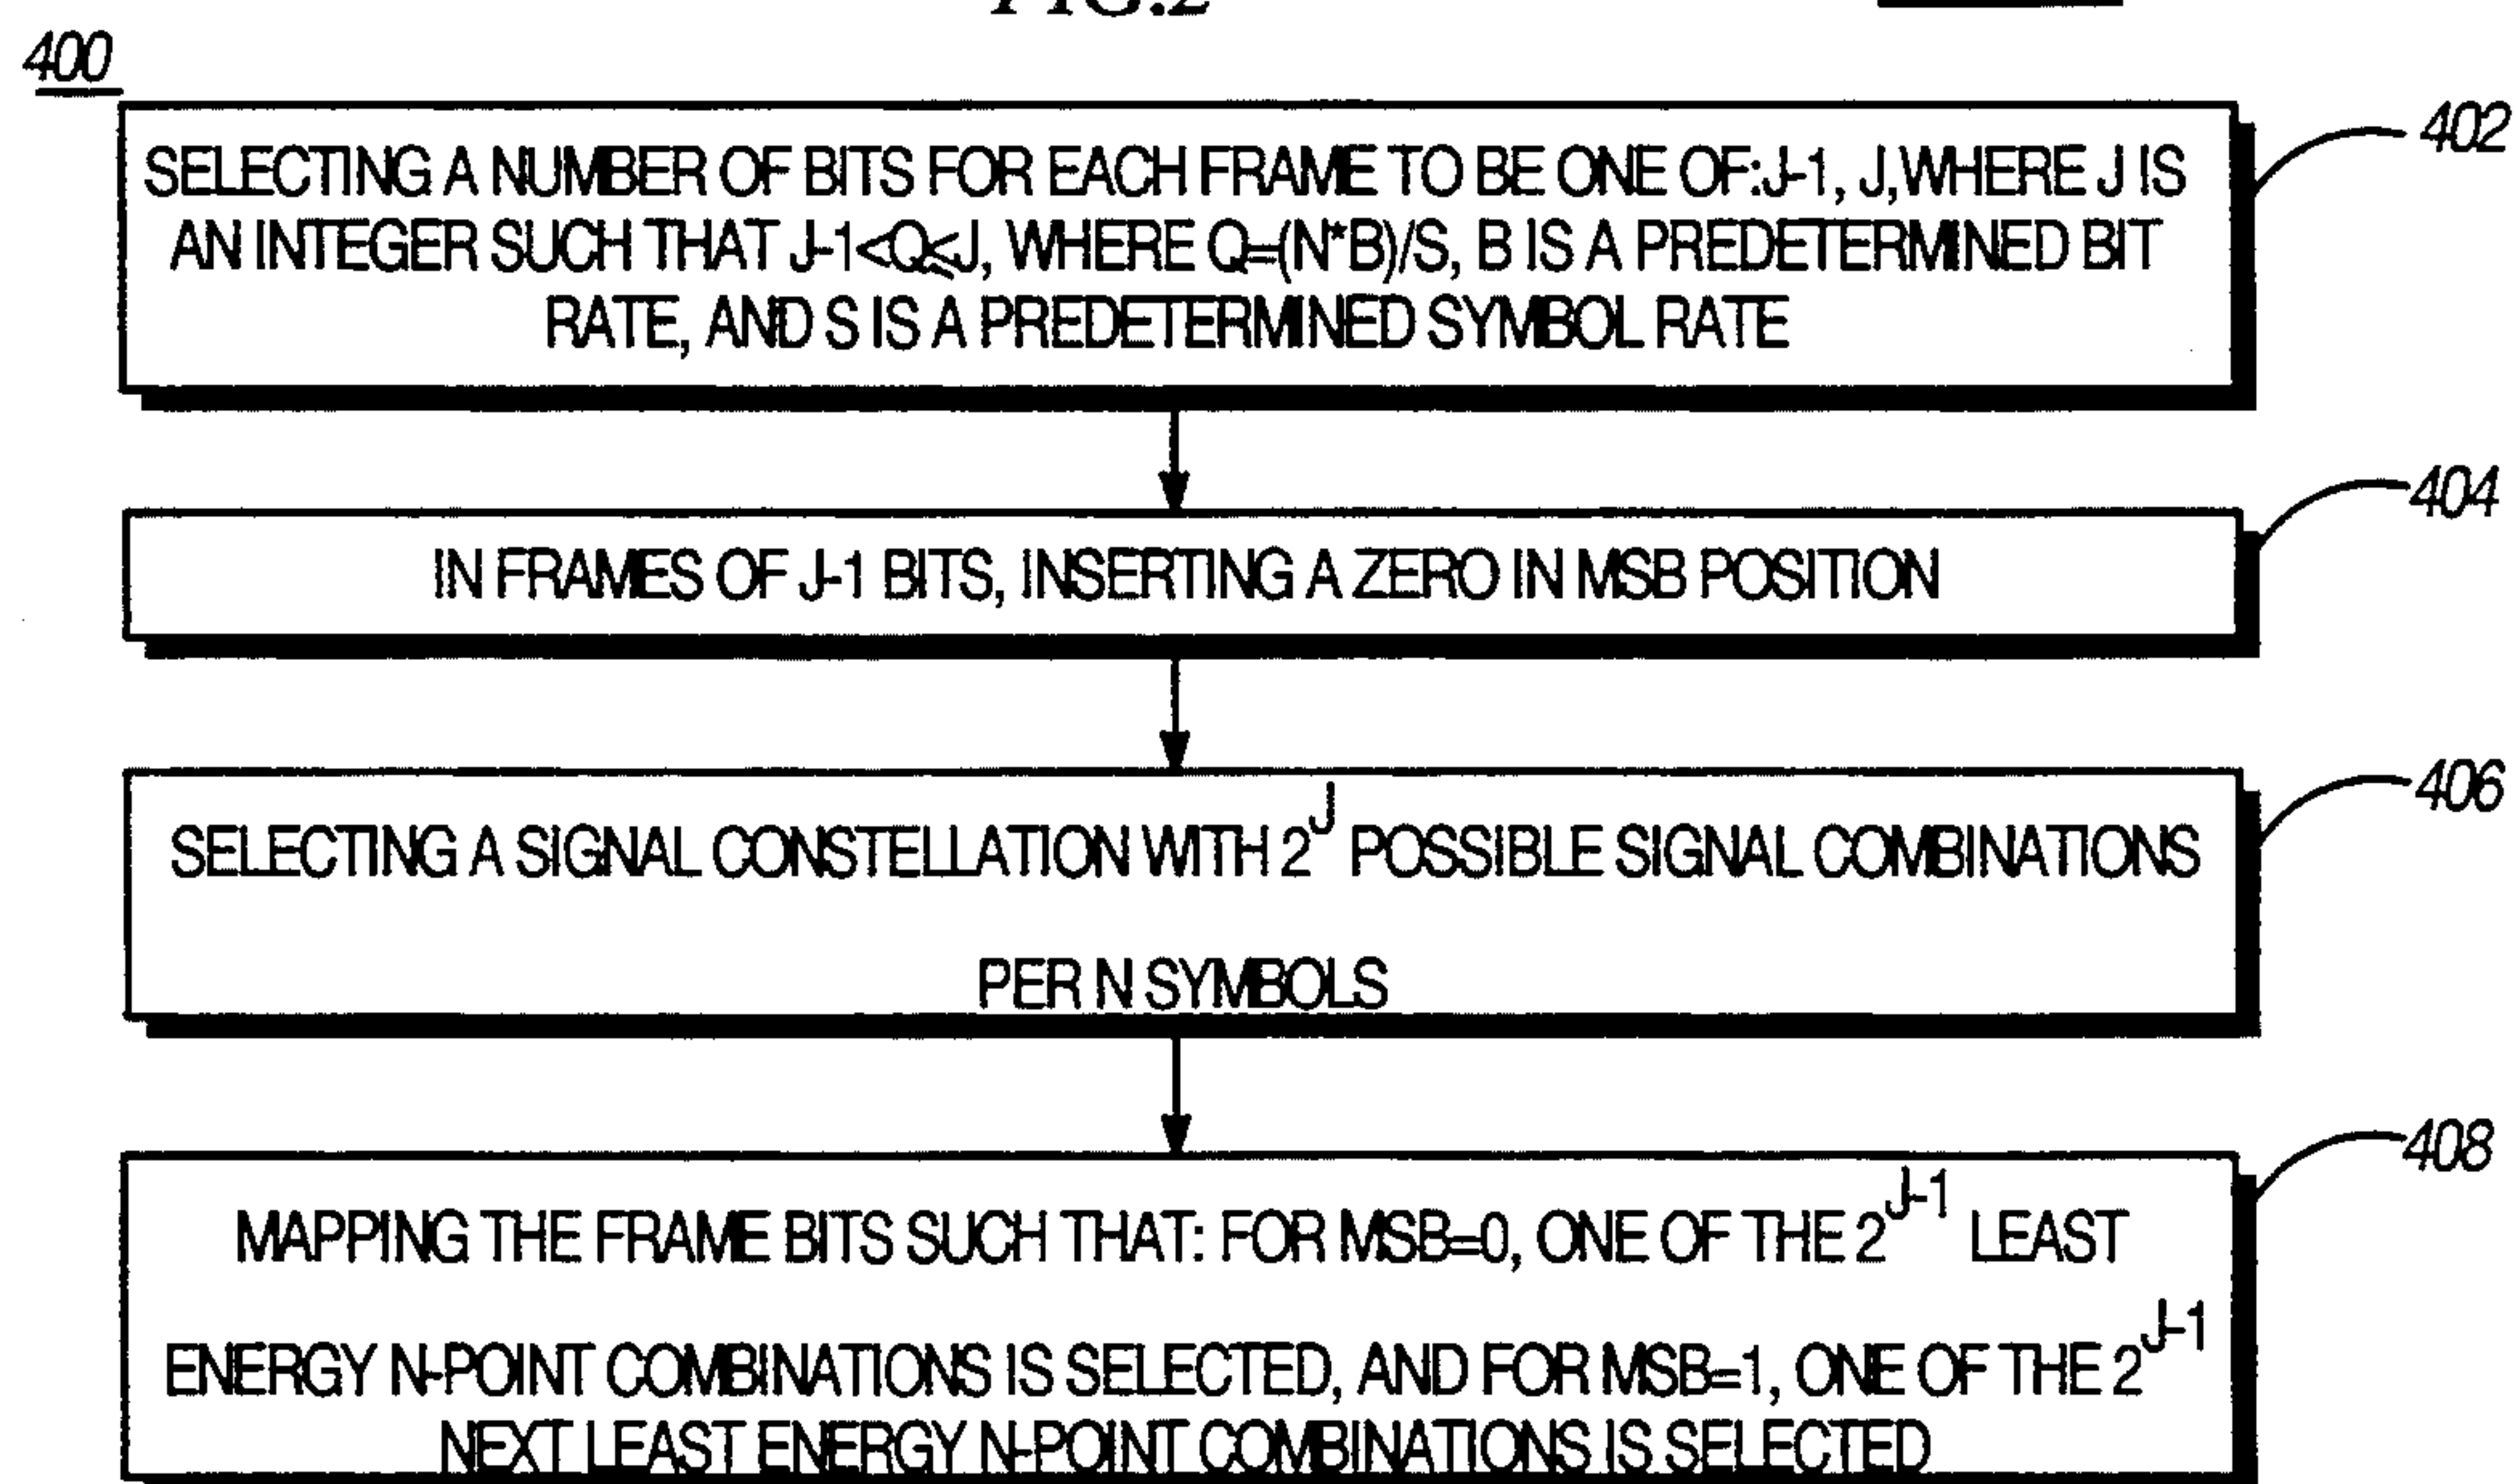 FIG.2
400
402
SELECTING A NUMBER OF BITS FOR EACH FRAME TO BE ONE OF:J-1, J,WHERE J IS
AN INTEGER SUCH THAT J-1<Q≤J, WHERE Q=(N*B)/S, B IS A PREDETERMINED BIT
RATE, AND S IS A PREDETERMINED SYMBOL RATE
404
IN FRAMES OF J-1 BITS, INSERTING A ZERO IN MSB POSITION
406
SELECTING A SIGNAL CONSTELLATION WITH 2^J POSSIBLE SIGNAL COMBINATIONS
PER N SYMBOLS
408
MAPPING THE FRAME BITS SUCH THAT: FOR MSB=0, ONE OF THE 2^J-1 LEAST
ENERGY N-POINT COMBINATIONS IS SELECTED, AND FOR MSB=1, ONE OF THE 2^J-1
NEXT LEAST ENERGY N-POINT COMBINATIONS IS SELECTED